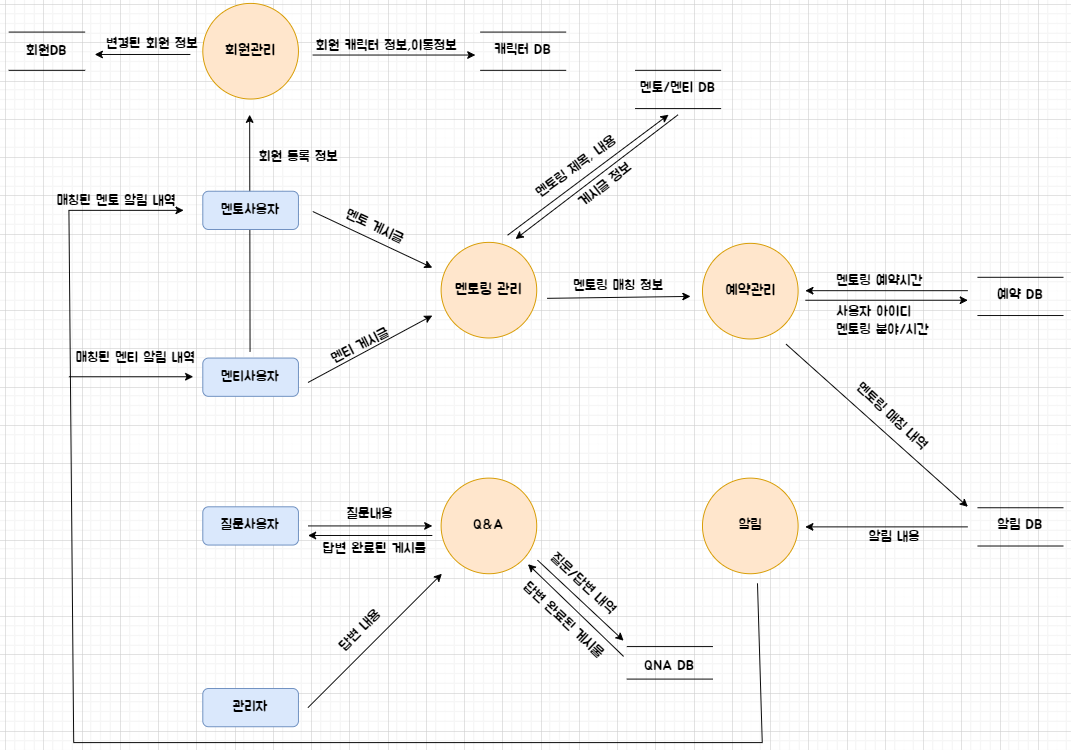 회원DB
변경된 회원 정보
회원관리
회원 캐릭터 정보,이동정보
캐릭터 DB
멘토/멘티 DB
회원 등록 정보
멘토링 제목, 내용
게시글 정보
매칭된 멘토 알림 내역
멘토사용자
멘토 게시글
멘토링 관리
멘토링 매칭 정보
예약관리
멘토링 예약시간
예약 DB
사용자 아이디
멘토링 분야/시간
매칭된 멘티 알림 내역
멘티사용자
멘티 게시글
멘토링 매칭 내역
질문사용자
질문내용
답변 완료된 게시물
Q&A
알림
알림 내용
알림 DB
질문/답변 내역
답변 완료된 게시물
답변 내용
QNA DB
관리자